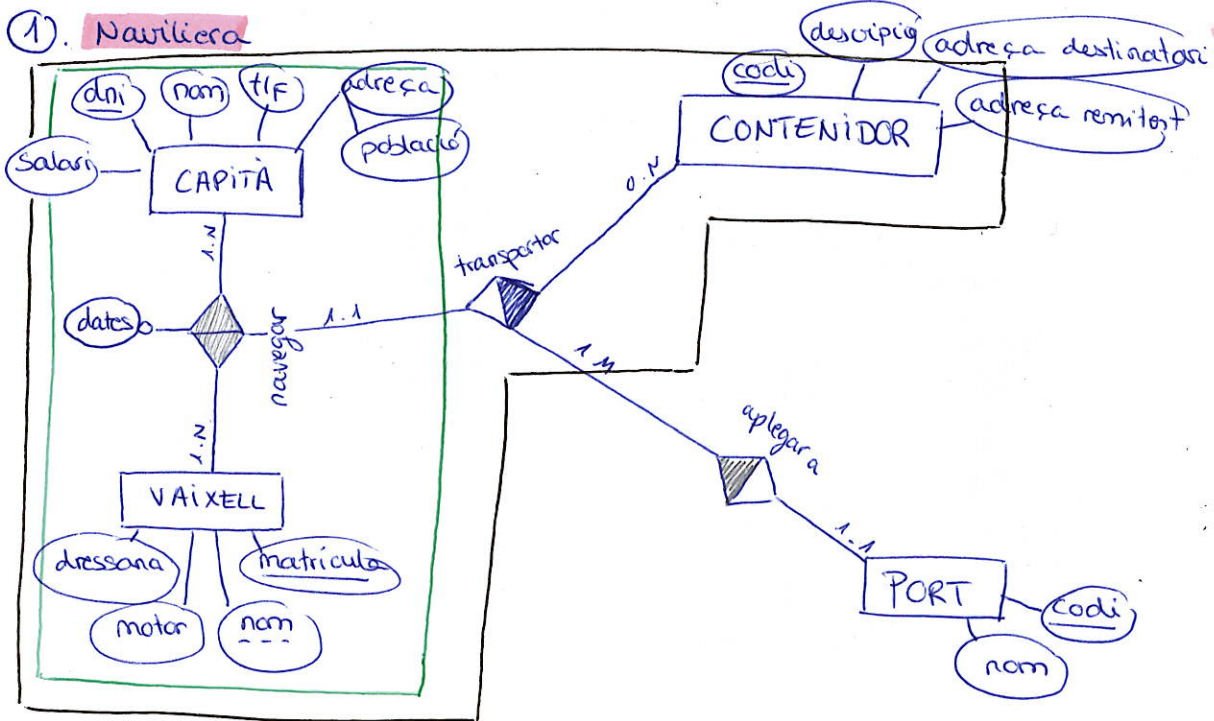 1). Naviliera
dni
nom
tlf
adreça
població
salari
CAPITÀ
1.N
dates
navegar
1.1
1.N
VAIXELL
dressana
motor
nom
matrícula
transportar
0.N
codi
descripió
adreça destinatari
adreça remitent
CONTENIDOR
1.M
aplegar a
1-1
PORT
codi
nom